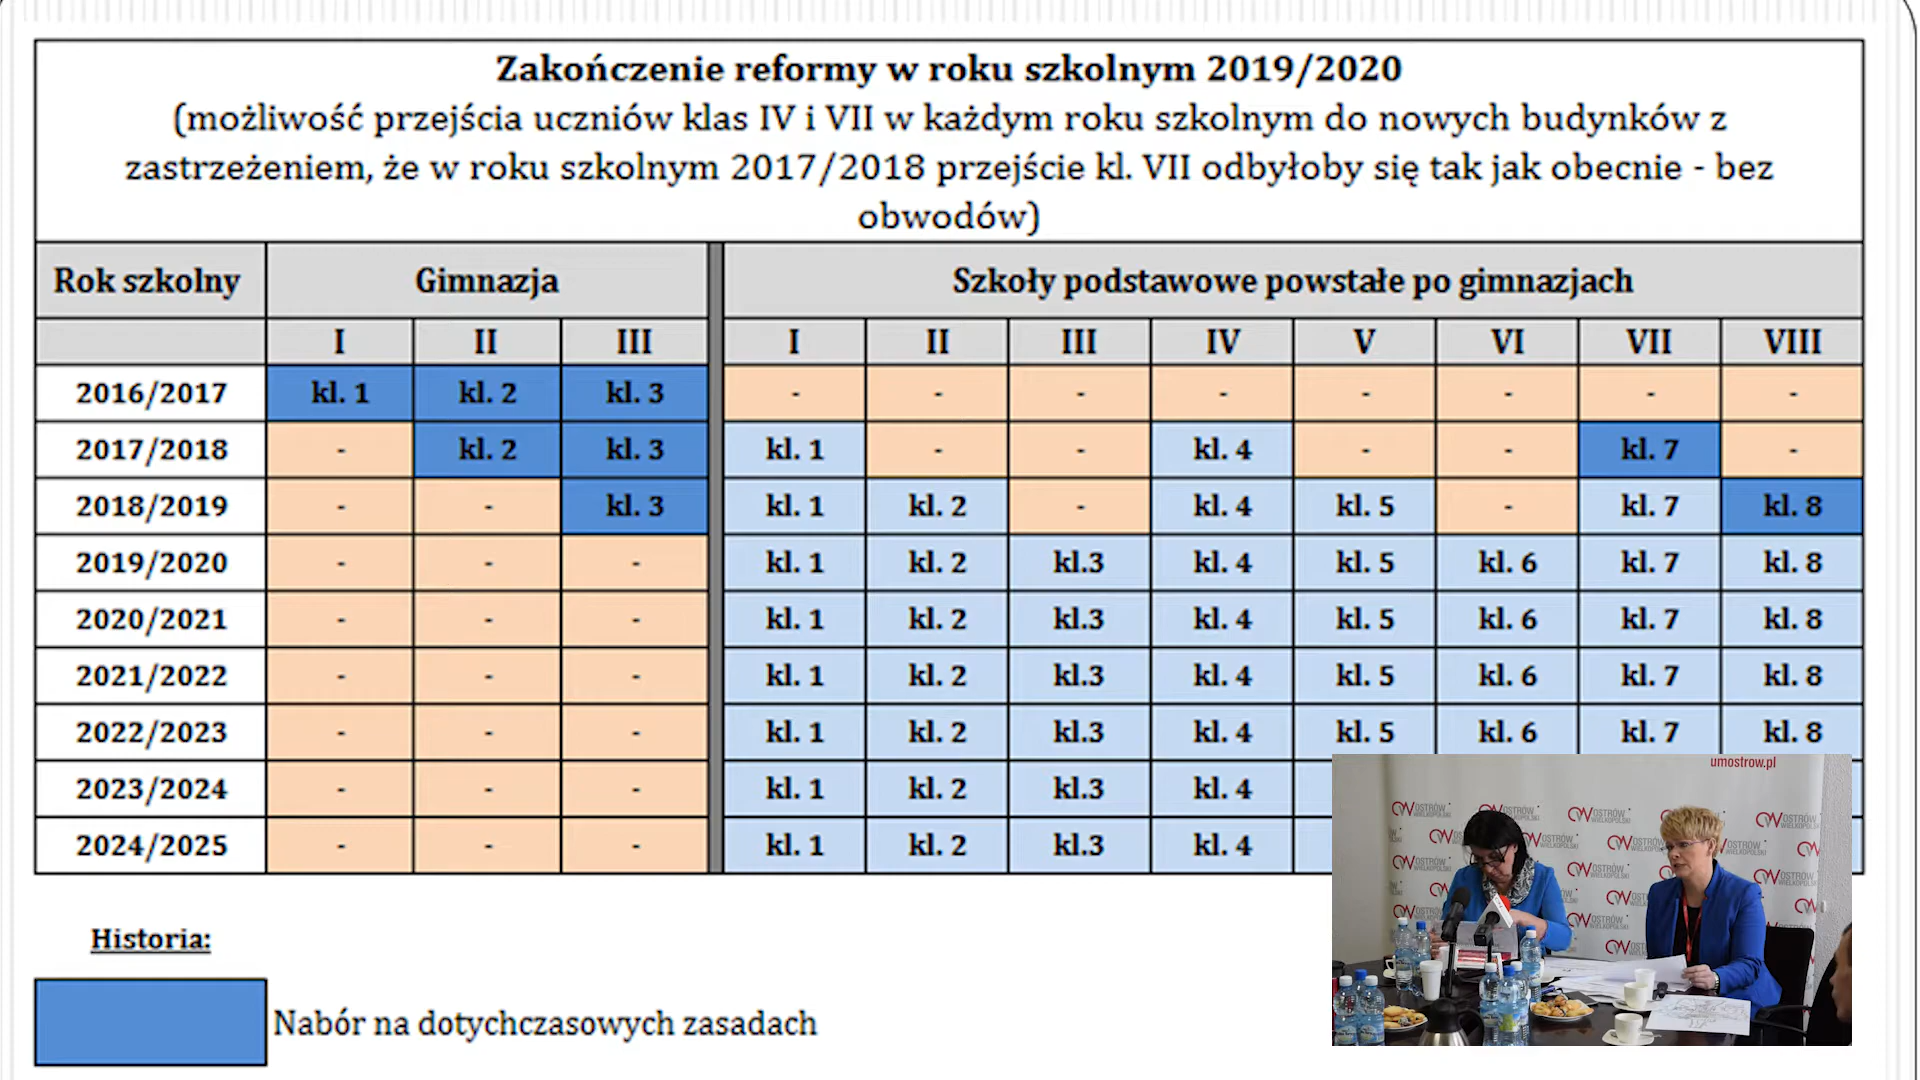 Zakończenie reformy w roku szkolnym 2019/2020
(możliwość przejścia uczniów klas IV i VII w każdym roku szkolnym do nowych budynków z
zastrzeżeniem, że w roku szkolnym 2017/2018 przejście kl. VII odbyłoby się tak jak obecnie - bez
obwodów)
Rok szkolny Gimnazja Szkoły podstawowe powstałe po gimnazjach
I II III I II III IV V VI VII VIII
2016/2017 kl. 1 kl. 2 kl. 3 - - - - - - - -
2017/2018 - kl. 2 kl. 3 kl. 1 - - kl. 4 - - kl. 7 -
2018/2019 - - kl. 3 kl. 1 kl. 2 - kl. 4 kl. 5 - kl. 7 kl. 8
2019/2020 - - - kl. 1 kl. 2 kl.3 kl. 4 kl. 5 kl. 6 kl. 7 kl. 8
2020/2021 - - - kl. 1 kl. 2 kl.3 kl. 4 kl. 5 kl. 6 kl. 7 kl. 8
2021/2022 - - - kl. 1 kl. 2 kl.3 kl. 4 kl. 5 kl. 6 kl. 7 kl. 8
2022/2023 - - - kl. 1 kl. 2 kl.3 kl. 4 kl. 5 kl. 6 kl. 7 kl. 8
2023/2024 - - - kl. 1 kl. 2 kl.3 kl. 4
2024/2025 - - - kl. 1 kl. 2 kl.3 kl. 4
umostrow.pl
OSTRÓW
WIELKOPOLSKI
Historia:
Nabór na dotychczasowych zasadach